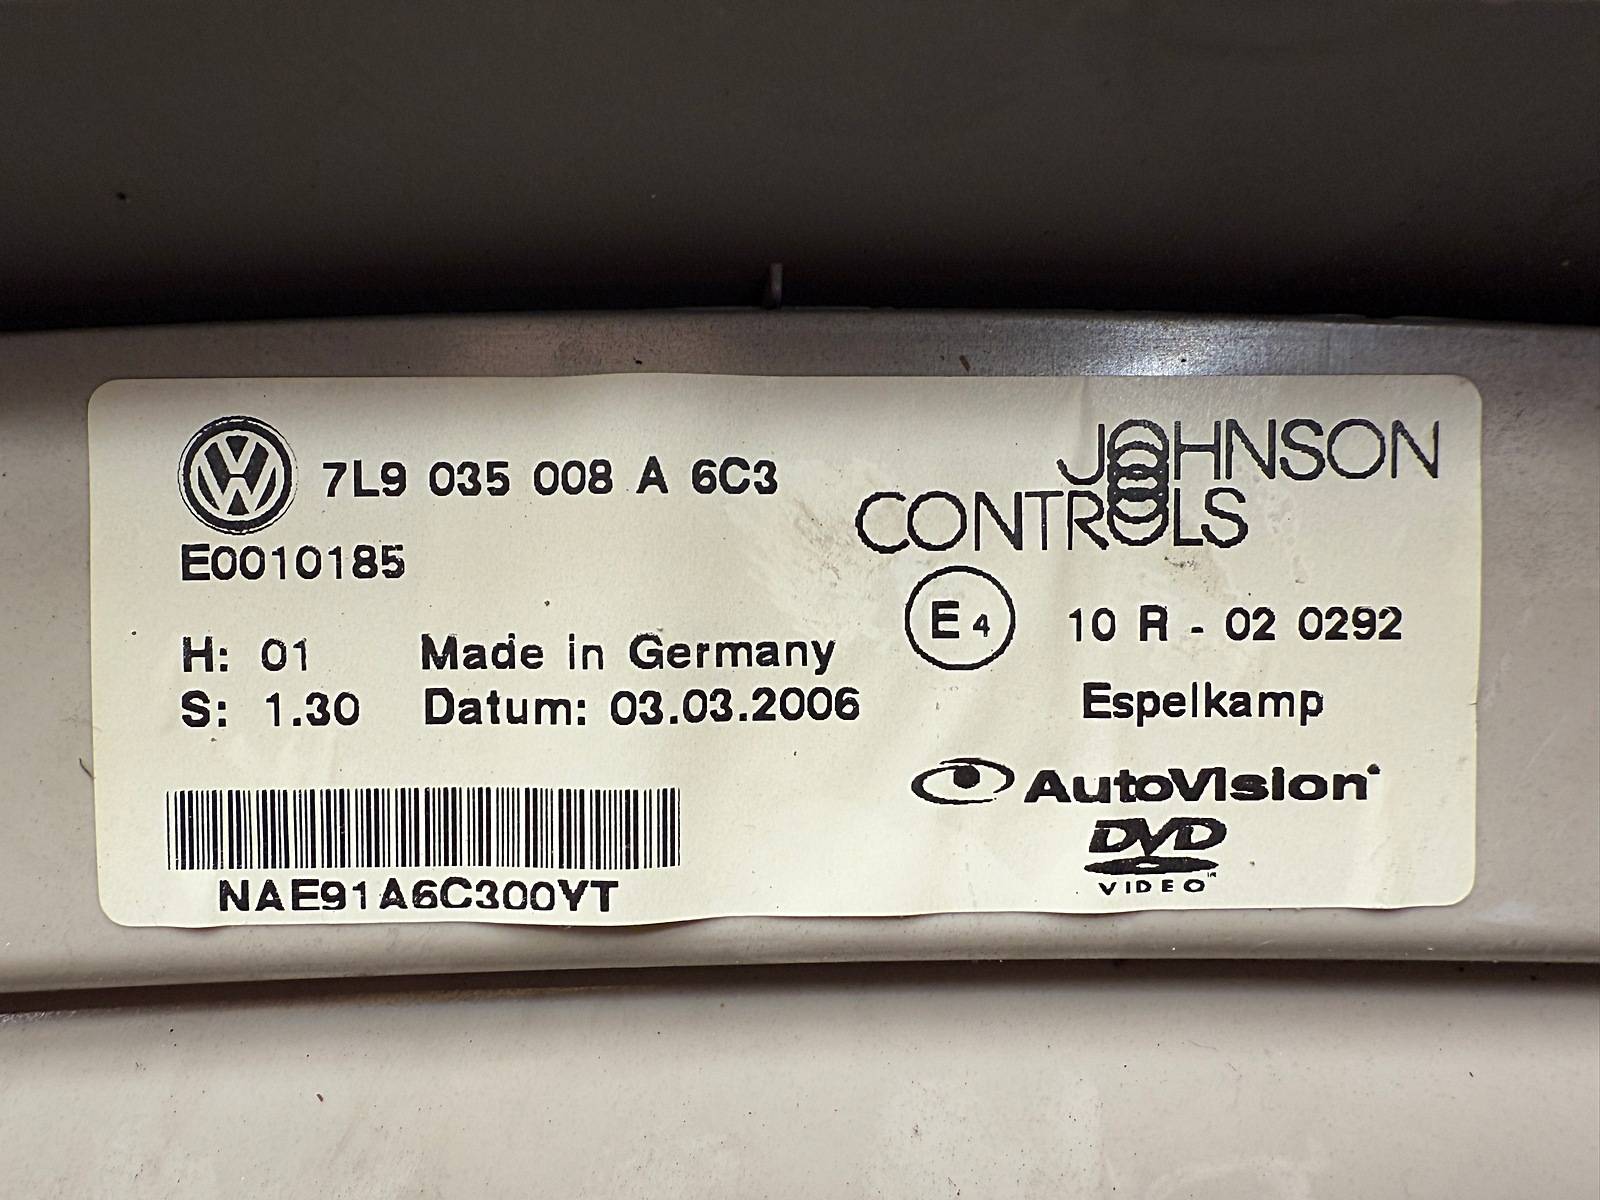 7L9 035 008 A 6C3
E0010185
H: 01 Made in Germany
S: 1.30 Datum: 03.03.2006
NAE91A6C300YT
JOHNSON
CONTROLS
E4 10 R - 02 0292
Espelkamp
AutoVision
DVD
VIDEO